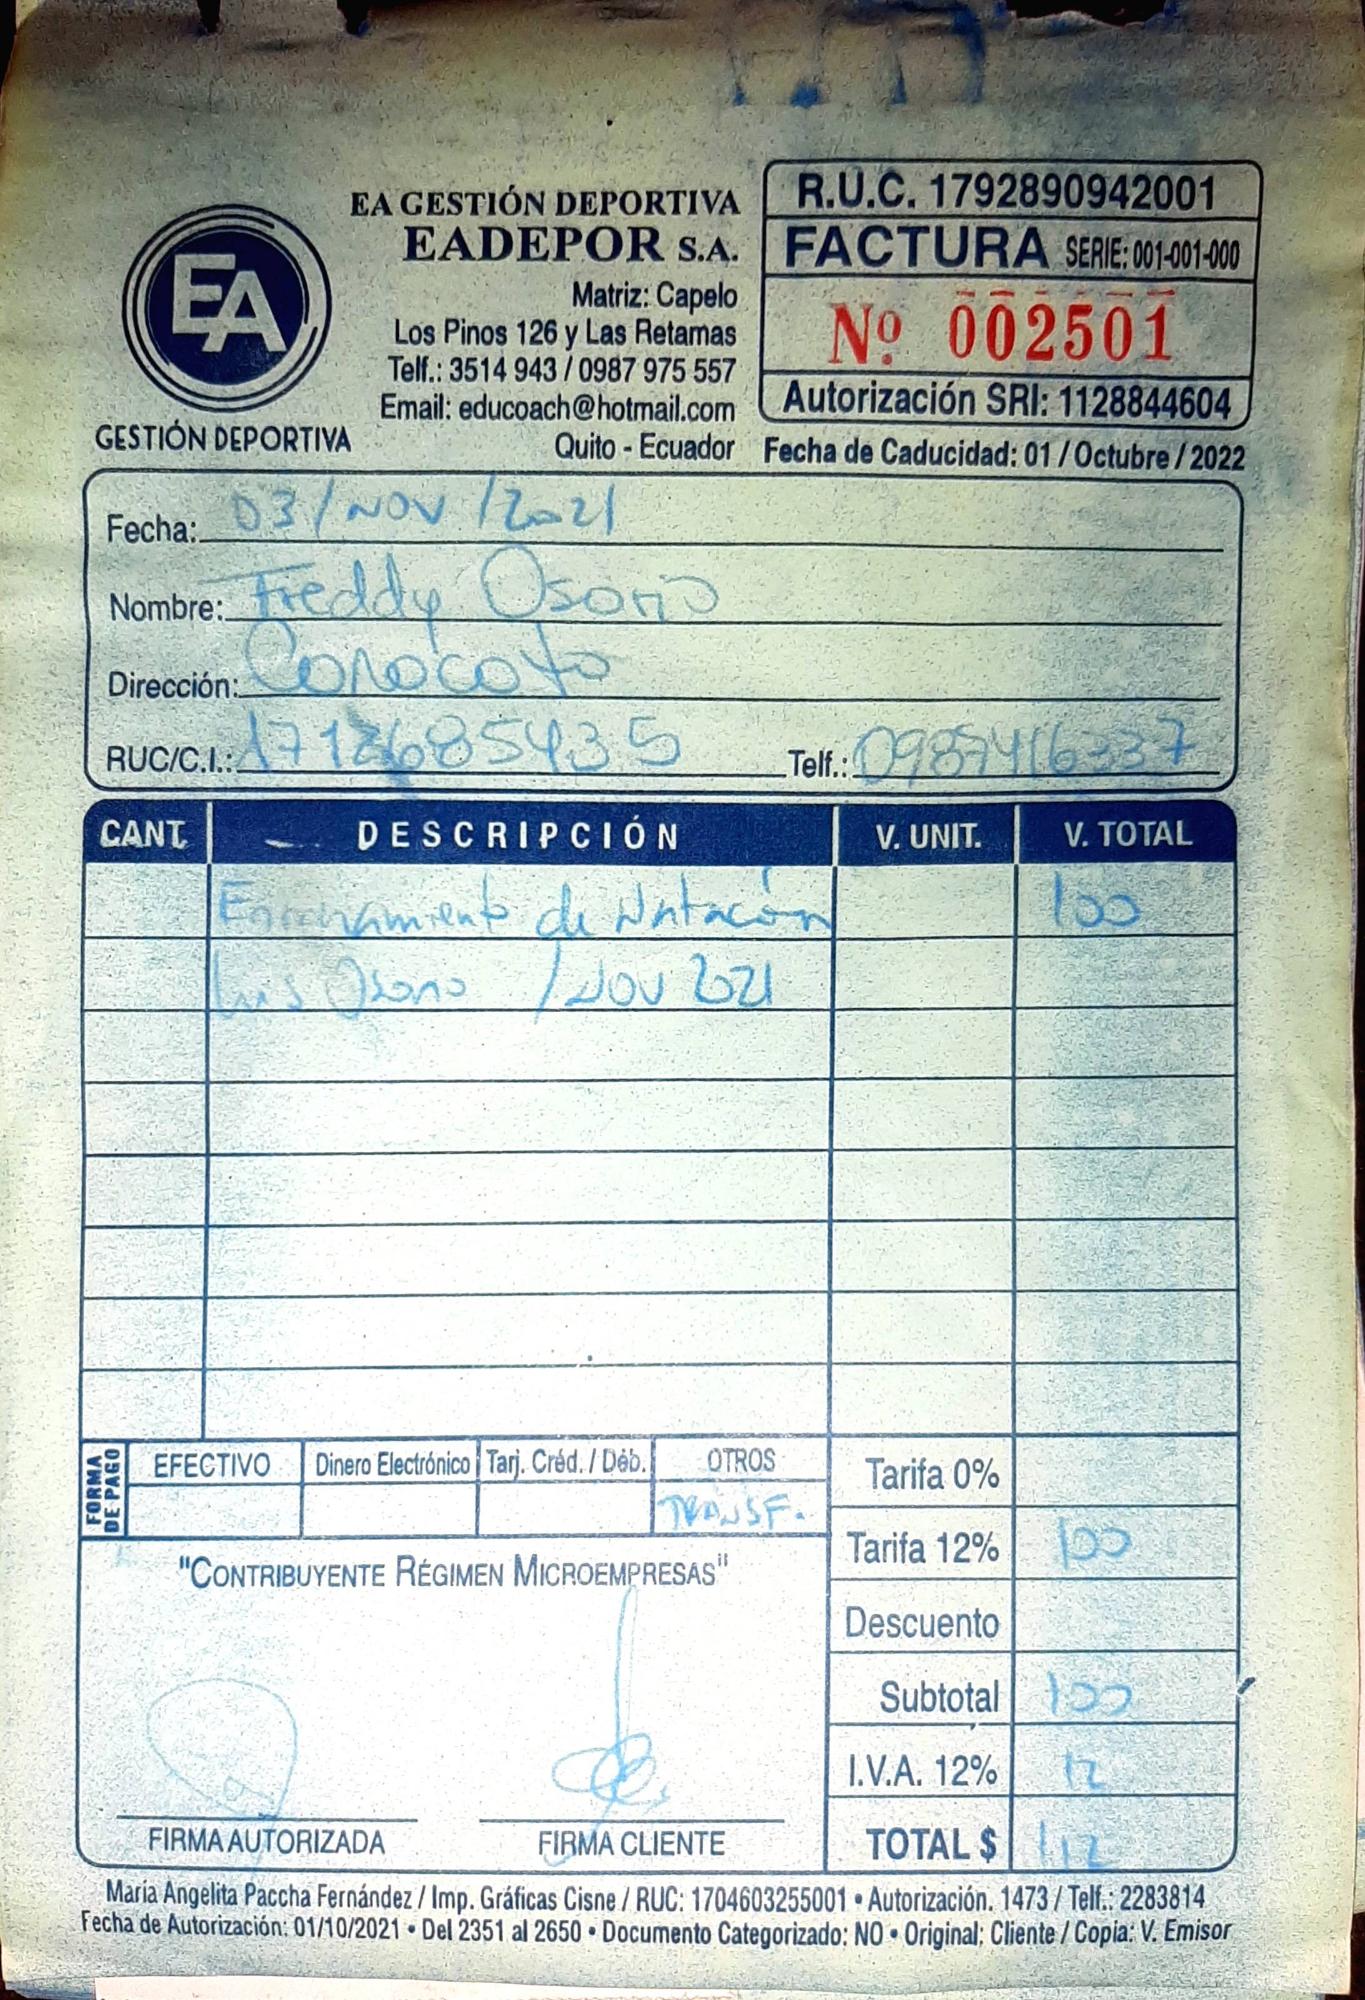 EA GESTIÓN DEPORTIVA
EADEPOR S.A.
Matriz: Capelo
Los Pinos 126 y Las Retamas
Telf.: 3514 943 / 0987 975 557
Email: educoach@hotmail.com
Quito - Ecuador
EA
GESTIÓN DEPORTIVA
R.U.C. 1792890942001
FACTURA SERIE: 001-001-000
Nº 002501
Autorización SRI: 1128844604
Fecha de Caducidad: 01 / Octubre / 2022
Fecha: 03/NOV/2021
Nombre: Freddy Osorio
Dirección: Conocoto
RUC/C.I.: Telf.:
CANT. DESCRIPCIÓN V. UNIT. V. TOTAL
Entrenamiento de Natación 100
Luis Osorio /NOV 2021
FORMA DE PAGO
EFECTIVO Dinero Electrónico Tarj. Créd. / Déb. OTROS
TRANSF.
Tarifa 0%
Tarifa 12% 100
Descuento
Subtotal 100
I.V.A. 12% 12
TOTAL $ 112
"CONTRIBUYENTE RÉGIMEN MICROEMPRESAS"
FIRMA AUTORIZADA FIRMA CLIENTE
María Angelita Paccha Fernández / Imp. Gráficas Cisne / RUC: 1704603255001 • Autorización. 1473 / Telf.: 2283814
Fecha de Autorización: 01/10/2021 • Del 2351 al 2650 • Documento Categorizado: NO • Original: Cliente / Copia: V. Emisor